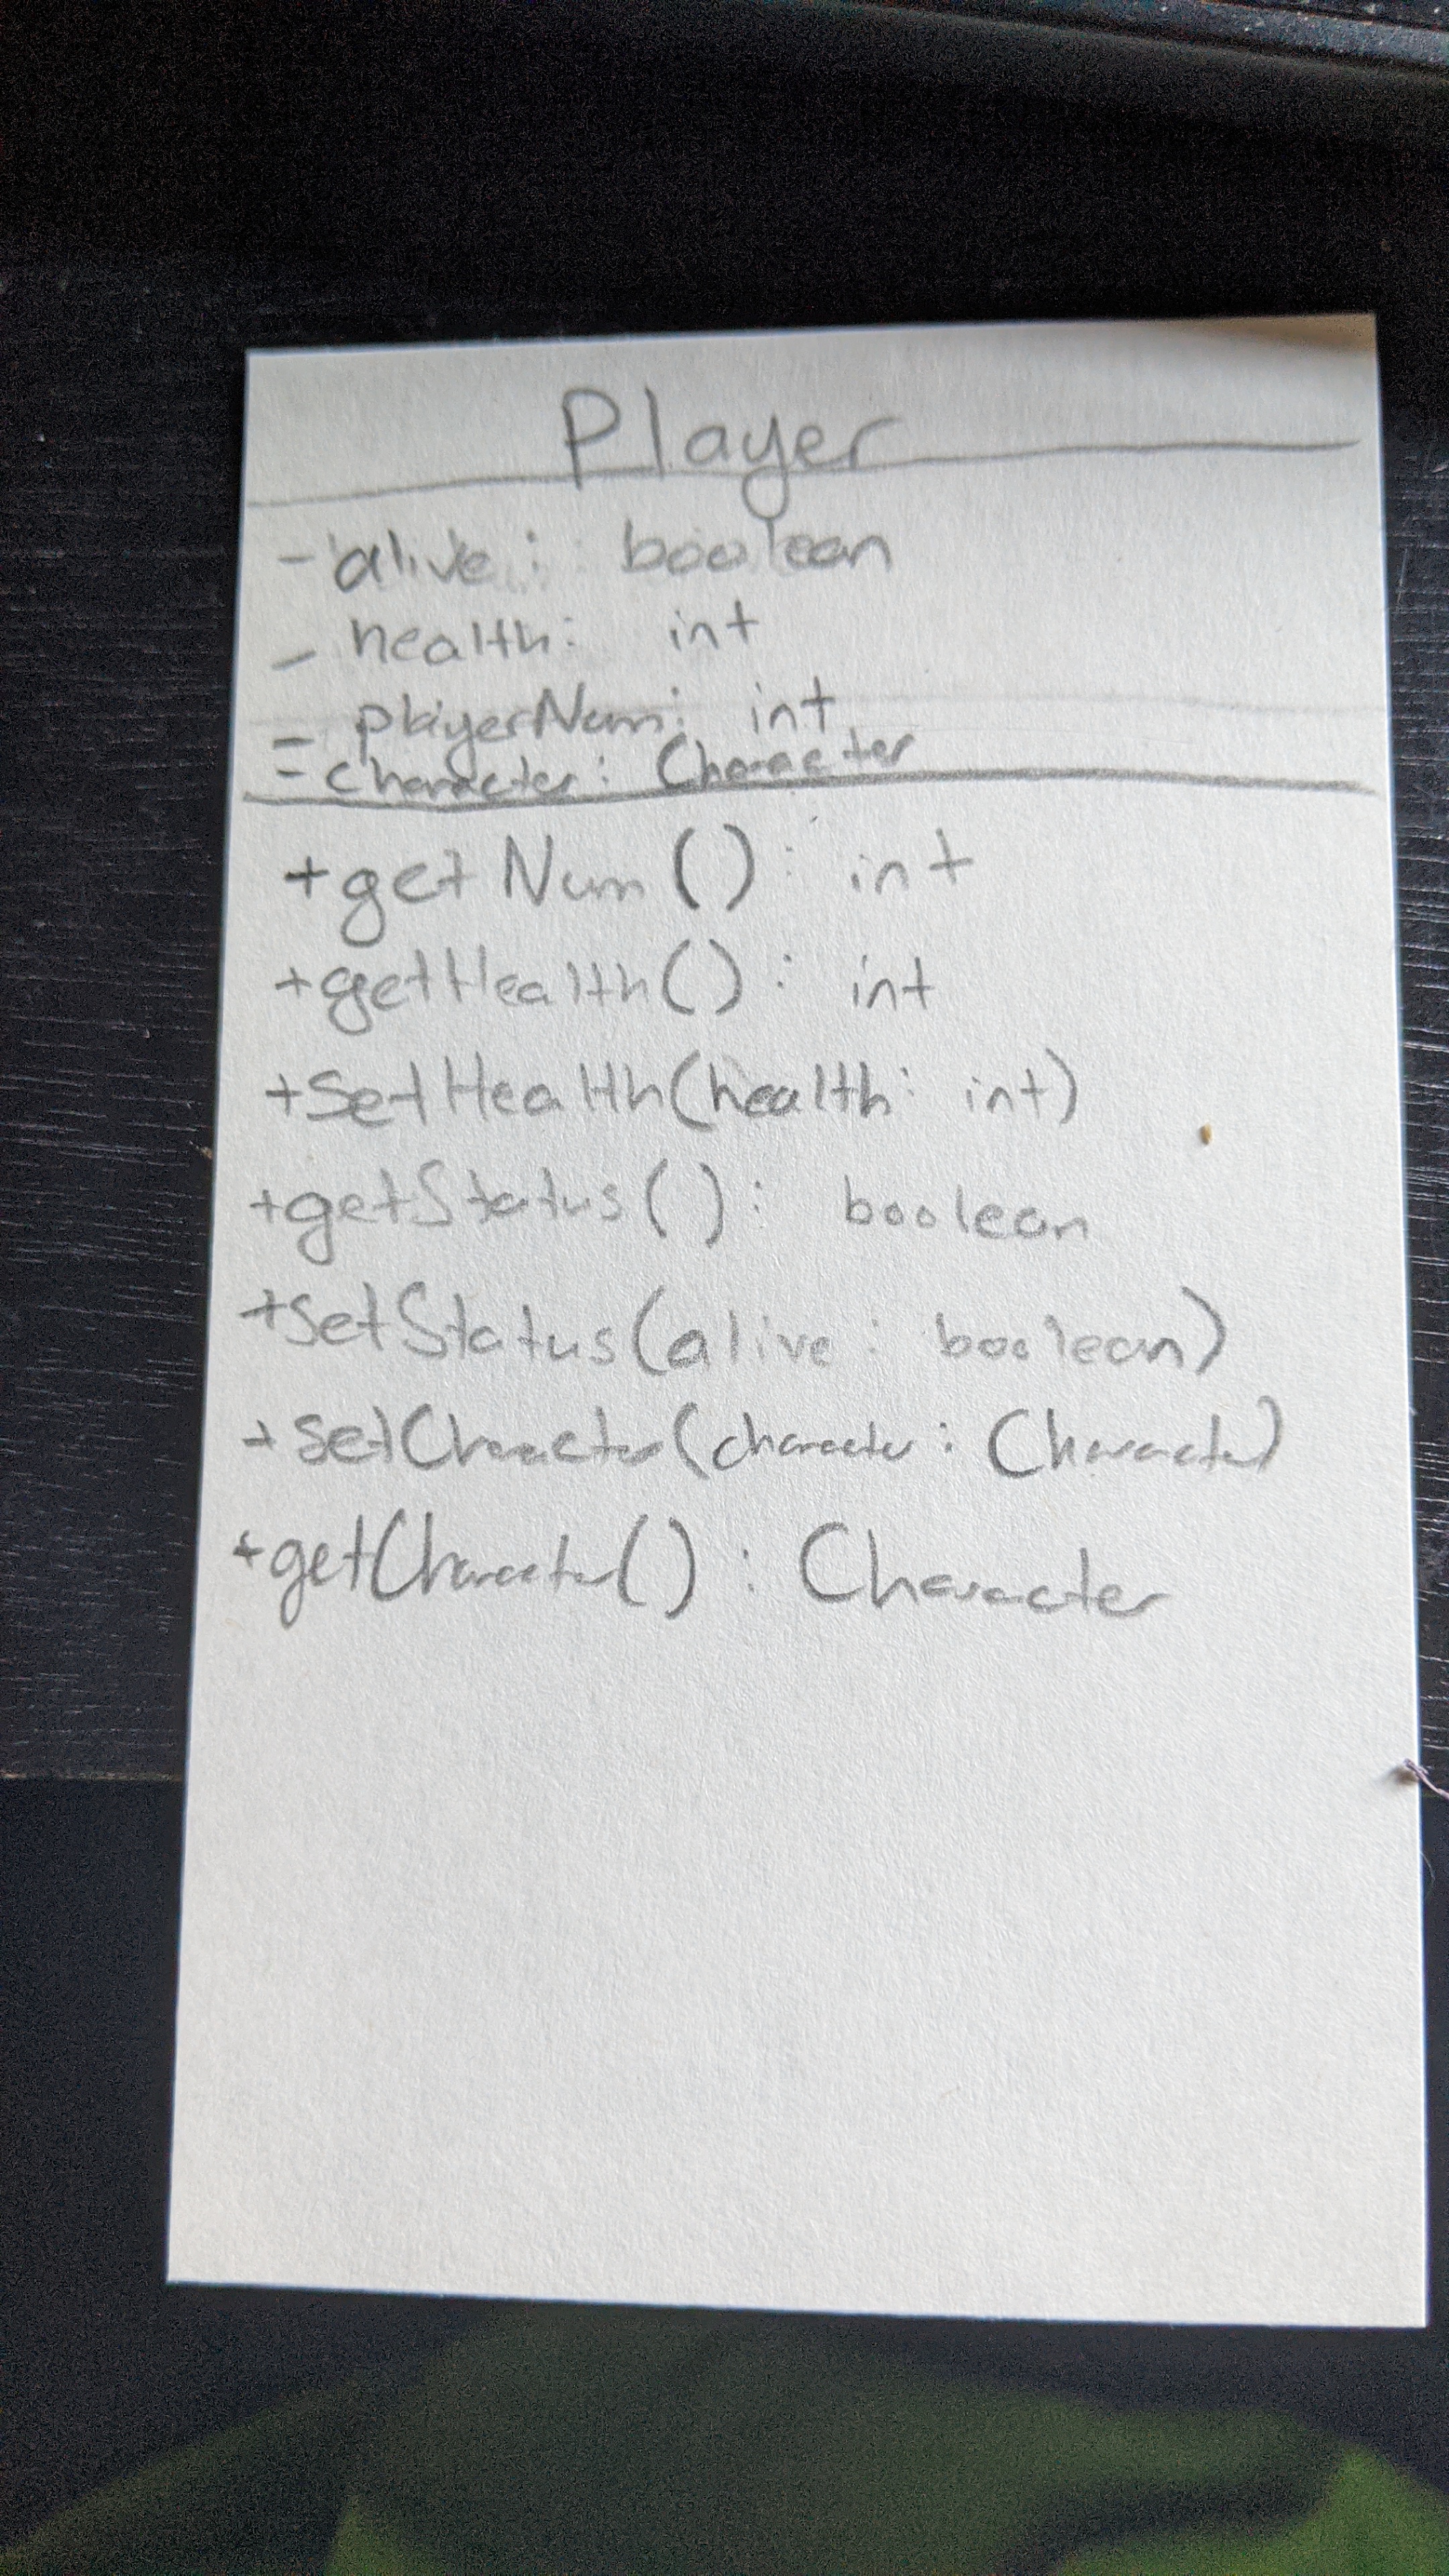 Player
- alive: boolean
- health: int
- playerNum: int
- character: Character
+getNum(): int
+getHealth(): int
+setHealth(health: int)
+getStatus(): boolean
+setStatus(alive: boolean)
+setCharacter(character: Character)
+getCharacter(): Character